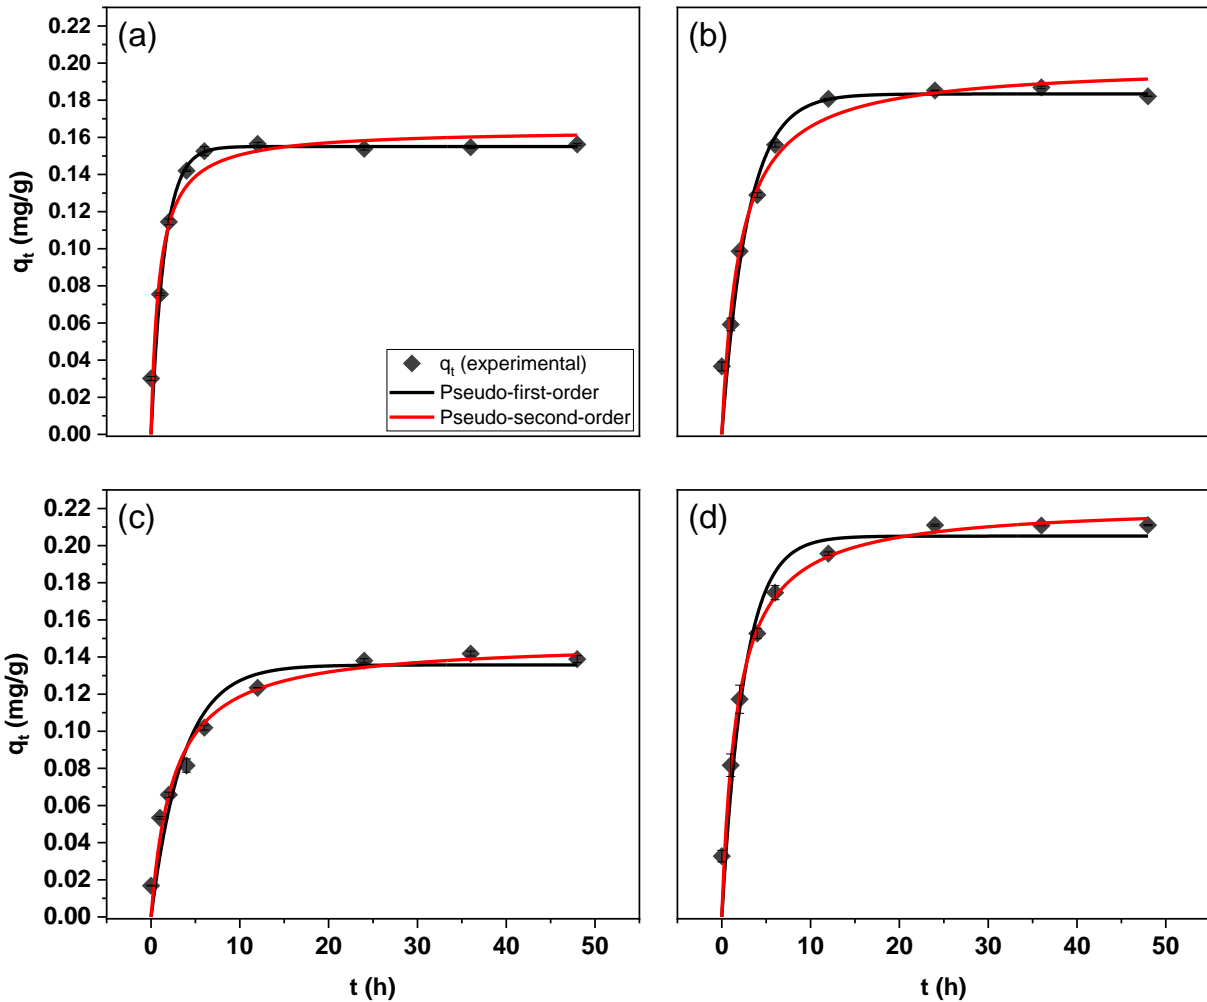 (a)
(b)
0.22
0.20
0.18
0.16
0.14
0.12
0.10
0.08
0.06
0.04
0.02
0.00
qt (mg/g)
qt (experimental)
Pseudo-first-order
Pseudo-second-order
(c)
(d)
0.22
0.20
0.18
0.16
0.14
0.12
0.10
0.08
0.06
0.04
0.02
0.00
qt (mg/g)
0 10 20 30 40 50
0 10 20 30 40 50
t (h)
t (h)